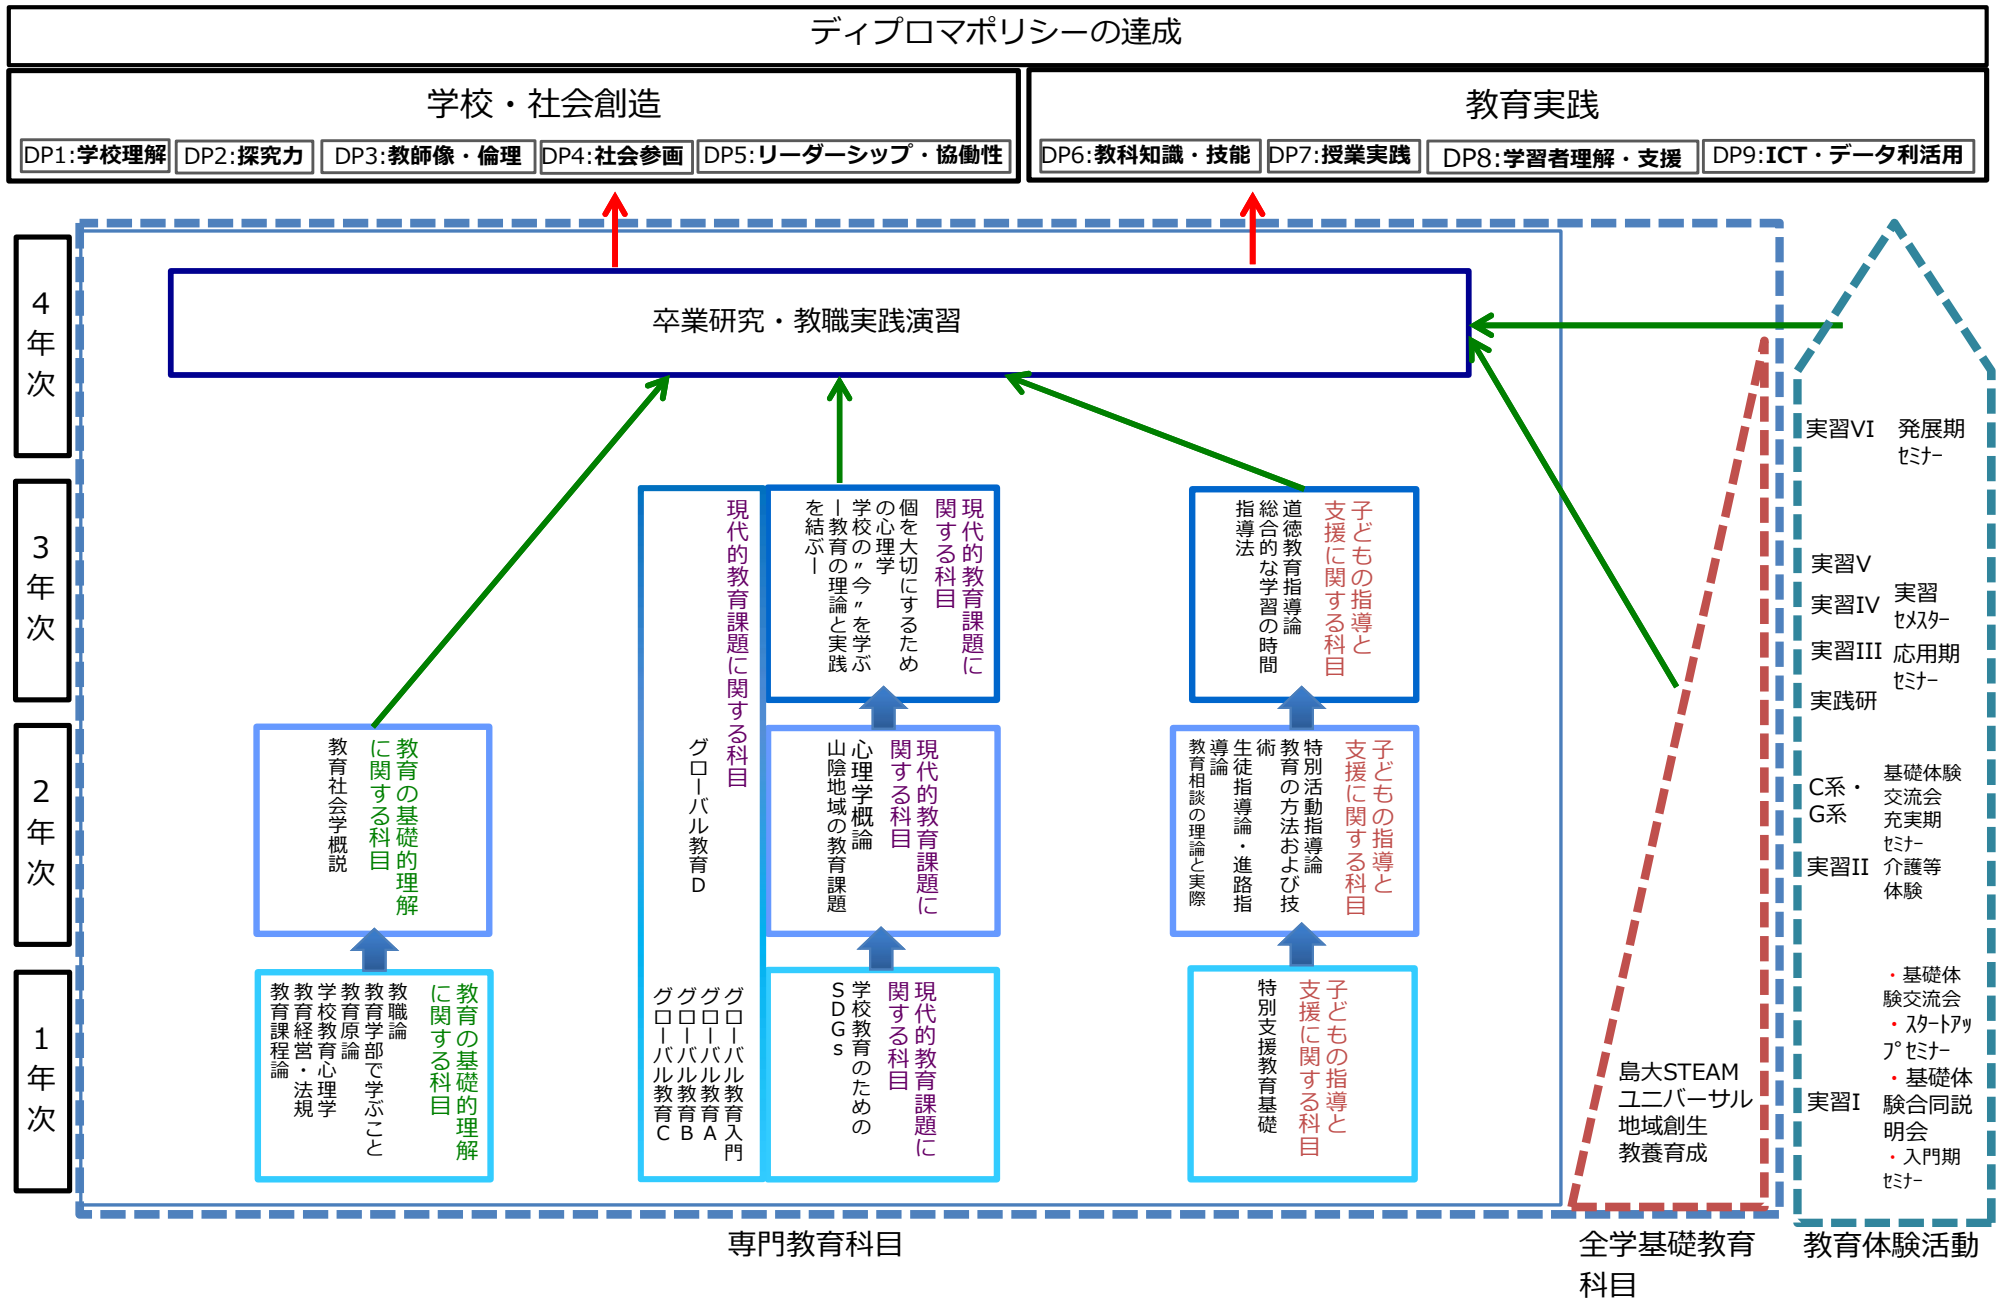 ディプロマポリシーの達成
学校・社会創造
DP1:学校理解
DP2:探究力
DP3:教師像・倫理
DP4:社会参画
DP5:リーダーシップ・協働性
教育実践
DP6:教科知識・技能
DP7:授業実践
DP8:学習者理解・支援
DP9:ICT・データ利活用
4年次
卒業研究・教職実践演習
3年次
現代的教育課題に関する科目
グローバル教育D
グローバル教育入門
グローバル教育A
グローバル教育B
グローバル教育C
現代的教育課題に
関する科目
個を大切にするため
の心理学
学校の〃今〃を学ぶ
ー教育の理論と実践
を結ぶー
子どもの指導と
支援に関する科目
道徳教育指導論
総合的な学習の時間
指導法
2年次
教育の基礎的理解
に関する科目
教育社会学概説
現代的教育課題に
関する科目
心理学概論
山陰地域の教育課題
子どもの指導と
支援に関する科目
特別活動指導論
教育の方法および技
術
生徒指導論・進路指
導論
教育相談の理論と実際
1年次
教育の基礎的理解
に関する科目
教職論
教育学部で学ぶこと
教育原論
学校教育心理学
教育経営・法規
教育課程論
現代的教育課題に
関する科目
学校教育のための
SDGs
子どもの指導と
支援に関する科目
特別支援教育基礎
島大STEAM
ユニバーサル
地域創生
教養育成
実習VI
発展期
セミナー
実習V
実習IV
実習
セメスター
実習III
応用期
セミナー
実践研
C系・
G系
基礎体験
交流会
充実期
セミナー
実習II
介護等
体験
実習I
・基礎体
験交流会
・スタートアッ
プセミナー
・基礎体
験合同説
明会
・入門期
セミナー
専門教育科目
全学基礎教育
科目
教育体験活動